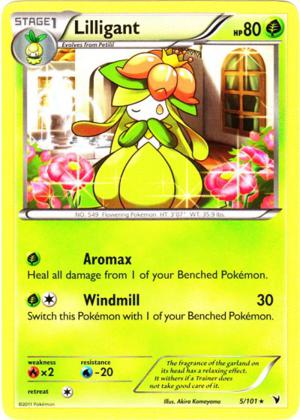 STAGE1
Lilligant
HP80
Evolves from Petilil
NO. 549 Flowering Pokémon HT. 3'07" WT. 35.9 lbs.
Aromax
Heal all damage from 1 of your Benched Pokémon.
Windmill 30
Switch this Pokémon with 1 of your Benched Pokémon.
weakness
×2
resistance
-20
retreat
The fragrance of the garland on
its head has a relaxing effect.
It withers if a Trainer does
not take good care of it.
©2011 Pokémon
Illus. Akira Komayama
5/101 ★